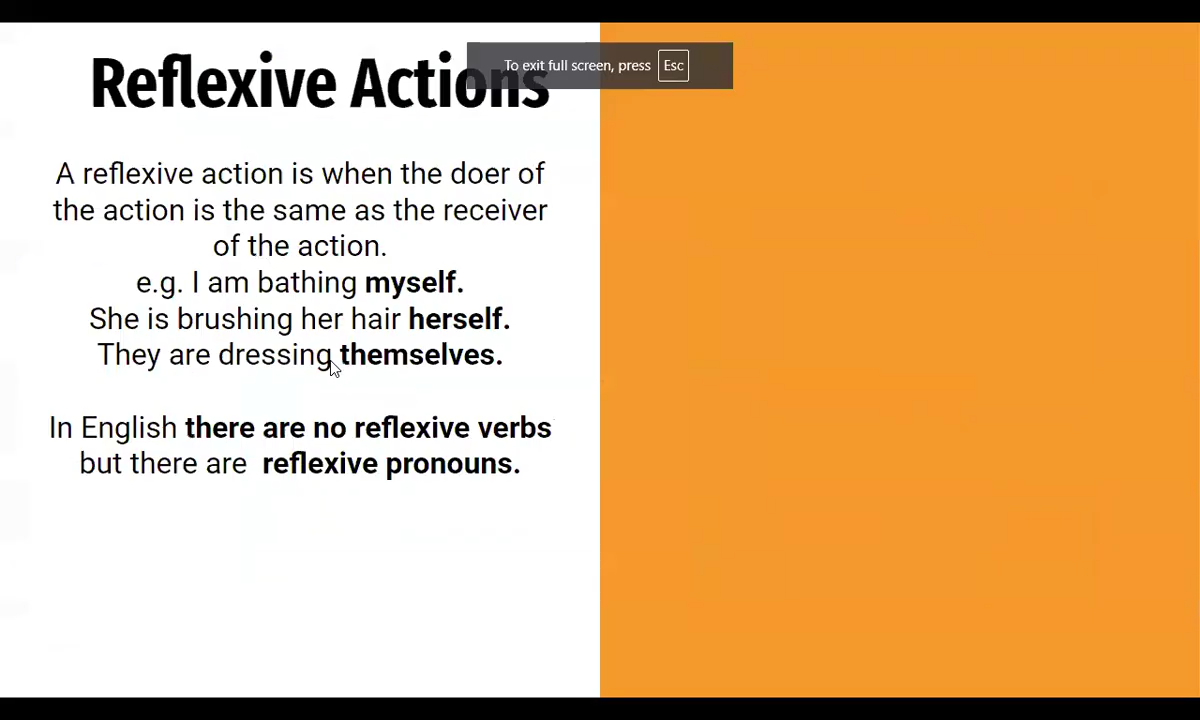 Reflexive Actions
To exit full screen, press Esc
A reflexive action is when the doer of
the action is the same as the receiver
of the action.
e.g. I am bathing myself.
She is brushing her hair herself.
They are dressing themselves.
In English there are no reflexive verbs
but there are reflexive pronouns.